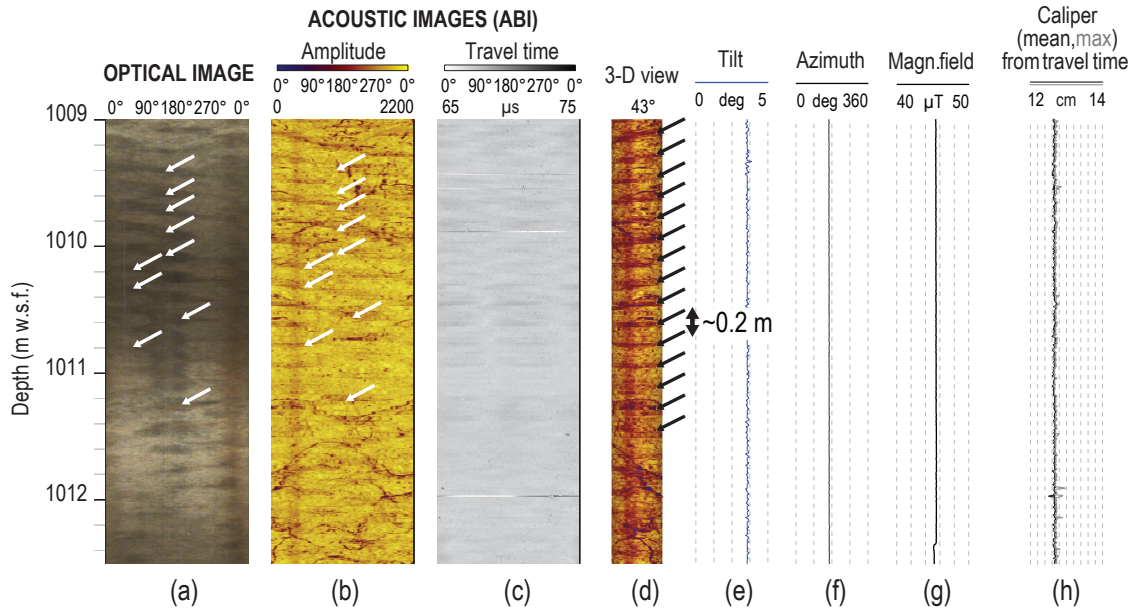 ACOUSTIC IMAGES (ABI)
OPTICAL IMAGE
Amplitude
Travel time
3-D view
Tilt
Azimuth
Magn.field
Caliper
(mean,max)
from travel time
0° 90° 180° 270° 0°
0° 90° 180° 270° 0°
0 2200
0° 90° 180° 270° 0°
65 µs 75
43°
0 deg 5
0 deg 360
40 µT 50
12 cm 14
Depth (m w.s.f.)
1009
1010
1011
1012
~0.2 m
(a) (b) (c) (d) (e) (f) (g) (h)